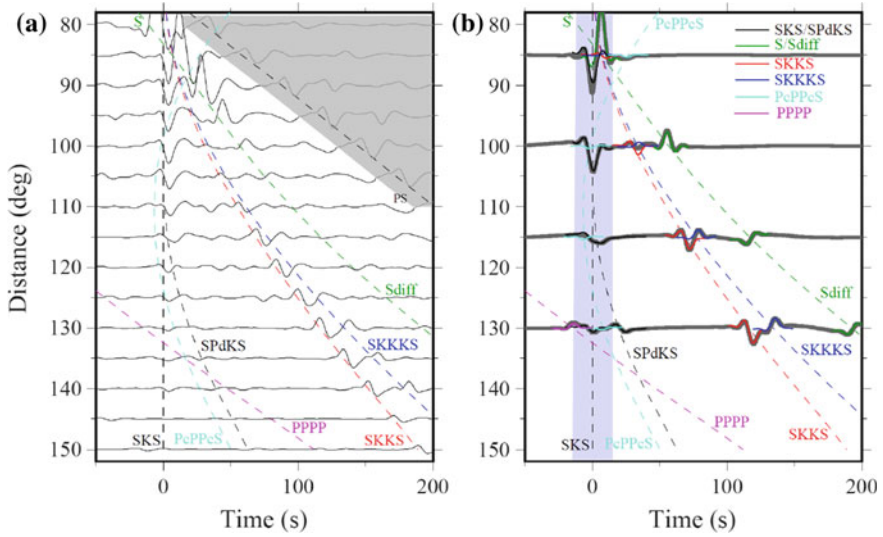 (a)
S
80
90
100
110
120
130
140
150
Distance (deg)
PS
Sdiff
SKKKS
SPdKS
PPPP
SKS
PcPPcS
SKKS
0
100
200
Time (s)
(b)
S
PcPPcS
SKS/SPdKS
S/Sdiff
SKKS
SKKKS
PcPPcS
PPPP
80
90
100
110
120
130
140
150
Sdiff
SKKKS
SPdKS
PPPP
SKKS
SKS
PcPPcS
0
100
200
Time (s)